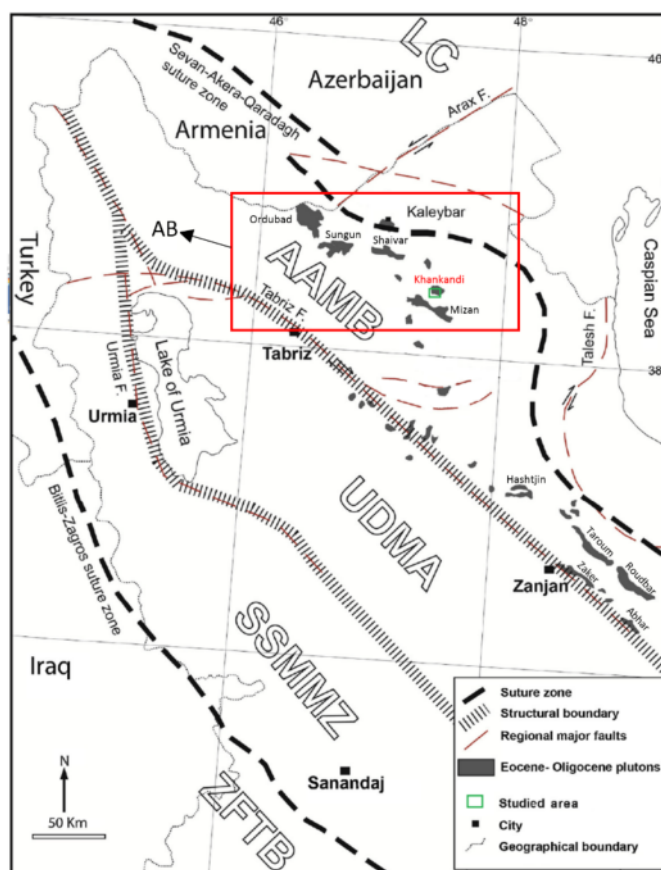 46°
48°
40°
LC
Azerbaijan
Sevan-Akera-Qaradagh
suture zone
Arax F.
Armenia
Ordubad
Kaleybar
AB
Sungun
Shaivar
Turkey
AAMB
Khankandi
Mizan
Caspian Sea
Tabriz F.
Tabriz
Talesh F.
38°
Urmia F.
Lake of Urmia
Urmia
UDMA
Hashtjin
Bitlis-Zagros suture zone
Taroum
Roudbar
Zanjan
Zaker
Abhar
SSMMZ
Iraq
Suture zone
Structural boundary
Regional major faults
Eocene- Oligocene plutons
Studied area
City
Geographical boundary
N
50 Km
Sanandaj
ZFTB